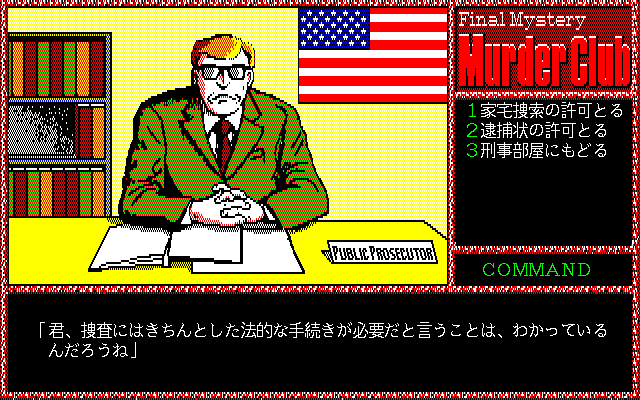 Final Mystery
Murder Club
1 家宅捜索の許可とる
2 逮捕状の許可とる
3 刑事部屋にもどる
PUBLIC PROSECUTOR
COMMAND
「君、捜査にはきちんとした法的な手続きが必要だと言うことは、わかっている
んだろうね」